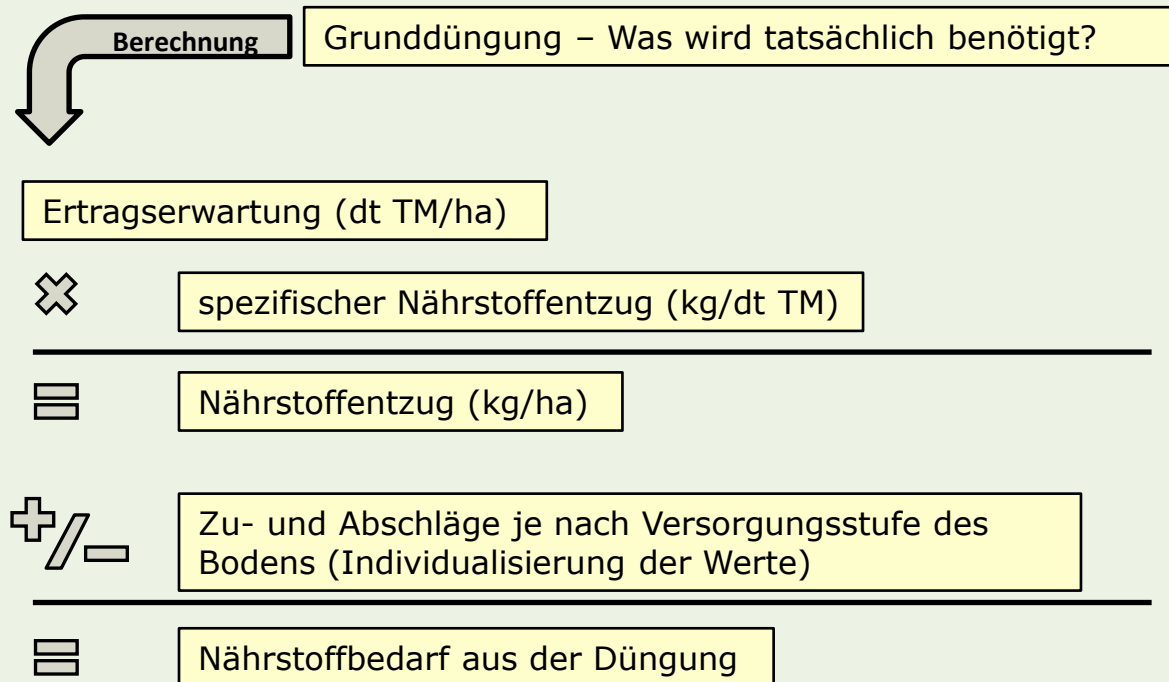 Berechnung
Grunddüngung – Was wird tatsächlich benötigt?
Ertragserwartung (dt TM/ha)
spezifischer Nährstoffentzug (kg/dt TM)
Nährstoffentzug (kg/ha)
+/-
Zu- und Abschläge je nach Versorgungsstufe des
Bodens (Individualisierung der Werte)
Nährstoffbedarf aus der Düngung